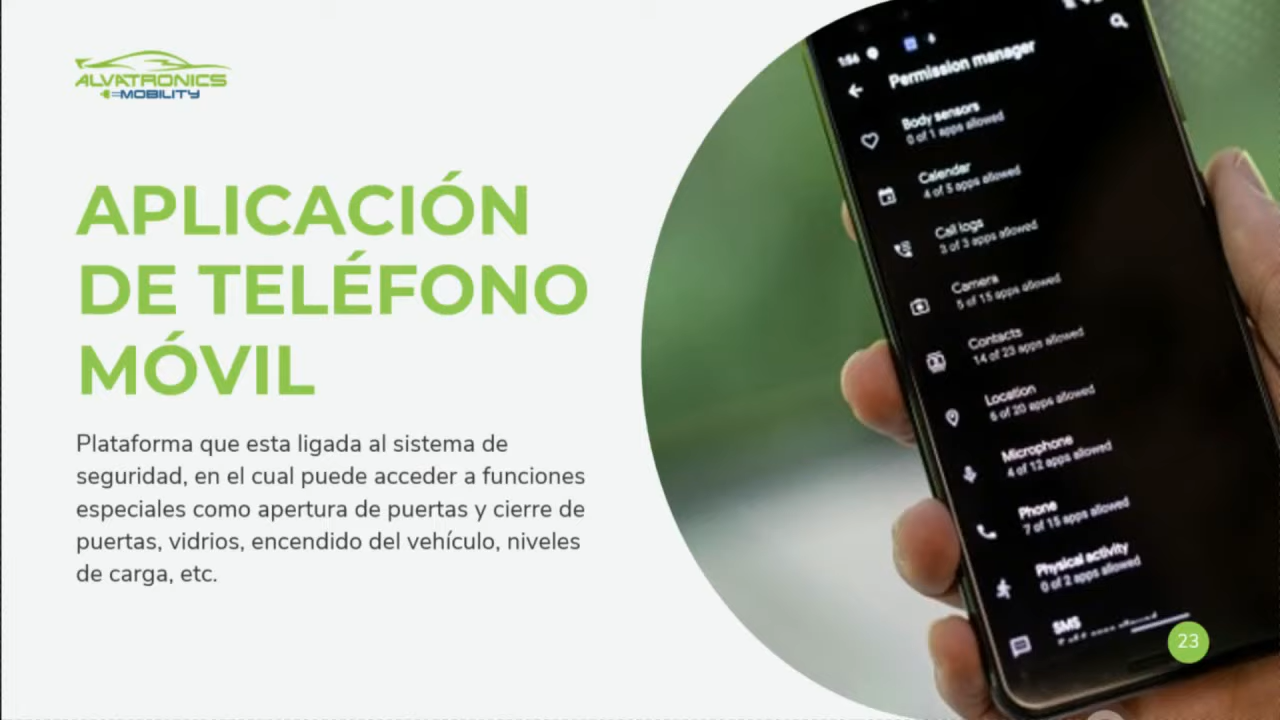 ALVATRONICS
MOBILITY
APLICACIÓN
DE TELÉFONO
MÓVIL
Plataforma que esta ligada al sistema de
seguridad, en el cual puede acceder a funciones
especiales como apertura de puertas y cierre de
puertas, vidrios, encendido del vehículo, niveles
de carga, etc.
Permission manager
Body sensors
0 of 1 apps allowed
Calendar
4 of 5 apps allowed
Call logs
3 of 3 apps allowed
Camera
5 of 15 apps allowed
Contacts
14 of 23 apps allowed
Location
6 of 20 apps allowed
Microphone
4 of 12 apps allowed
Phone
7 of 15 apps allowed
Physical activity
0 of 2 apps allowed
SMS
23